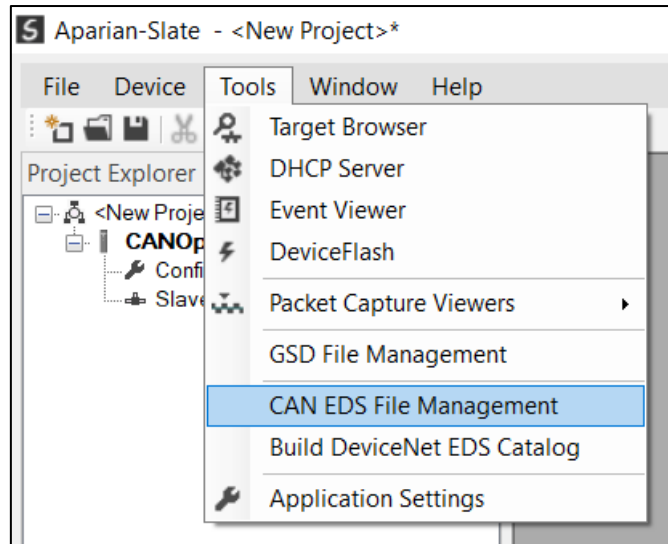 Aparian-Slate - <New Project>*
File Device Tools Window Help
Project Explorer
<New Proje
CANOp
Confi
Slave
Target Browser
DHCP Server
Event Viewer
DeviceFlash
Packet Capture Viewers
GSD File Management
CAN EDS File Management
Build DeviceNet EDS Catalog
Application Settings